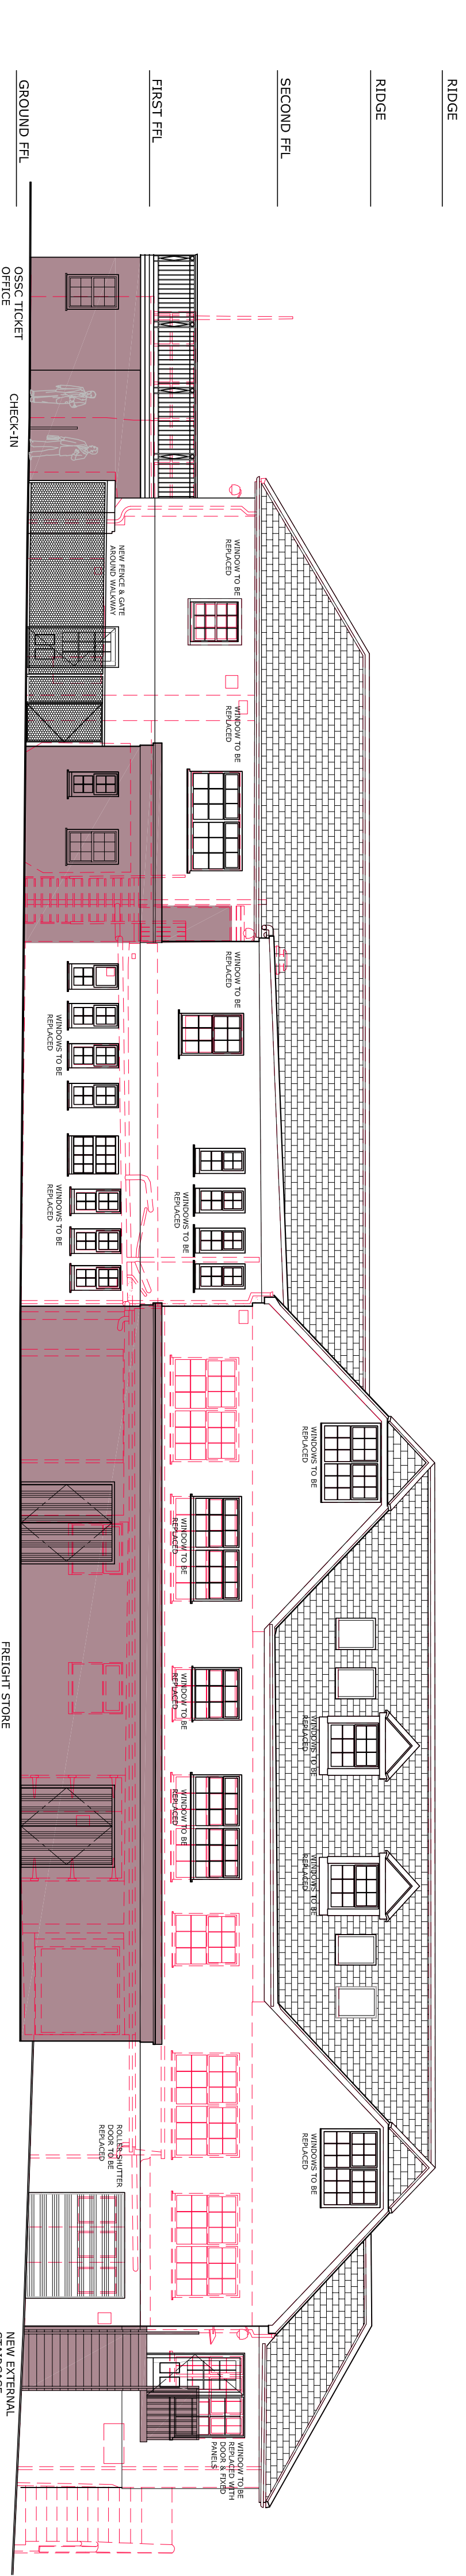 RIDGE
RIDGE
SECOND FFL
FIRST FFL
GROUND FFL
OSSC TICKET
OFFICE
CHECK-IN
NEW FENCE & GATE
AROUND WALKWAY
WINDOW TO BE
REPLACED
WINDOW TO BE
REPLACED
WINDOW TO BE
REPLACED
WINDOWS TO BE
REPLACED
WINDOWS TO BE
REPLACED
WINDOWS TO BE
REPLACED
WINDOWS TO BE
REPLACED
WINDOW TO BE
REPLACED
WINDOW TO BE
REPLACED
WINDOW TO BE
REPLACED
WINDOWS TO BE
REPLACED
WINDOWS TO BE
REPLACED
FREIGHT STORE
WINDOWS TO BE
REPLACED
ROLLER SHUTTER
DOOR TO BE
REPLACED
WINDOW TO BE
REPLACED WITH
DOOR & FIXED
PANELS
NEW EXTERNAL